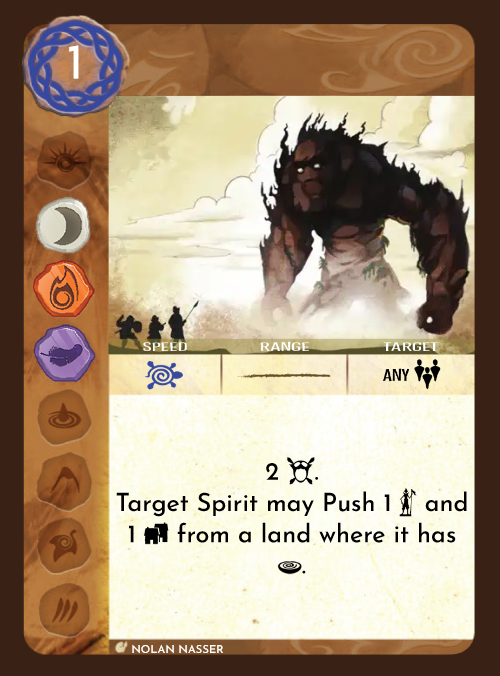 1
SPEED RANGE TARGET
ANY
2 .
Target Spirit may Push 1 and
1 from a land where it has
.
NOLAN NASSER